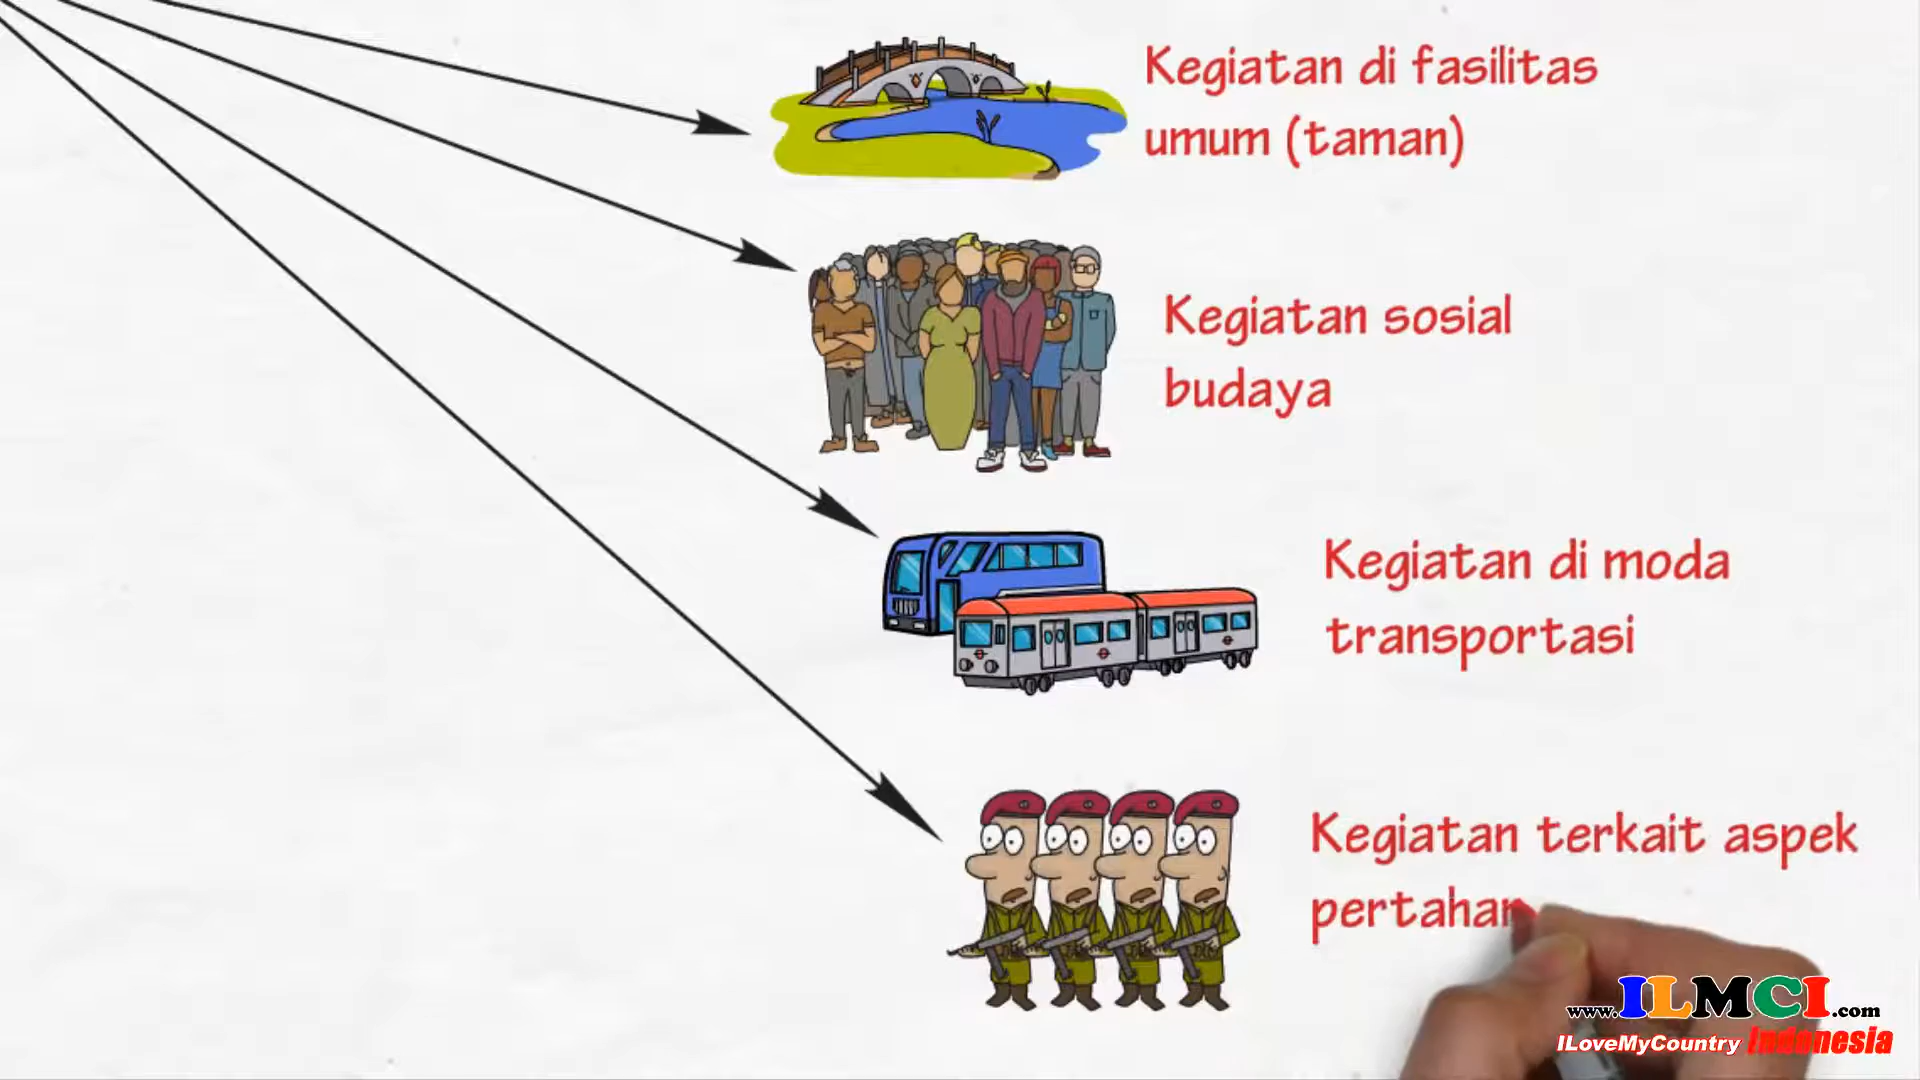 Kegiatan di fasilitas
umum (taman)
Kegiatan sosial
budaya
Kegiatan di moda
transportasi
Kegiatan terkait aspek
pertahan
www.ILMCI.com
ILoveMyCountry Indonesia